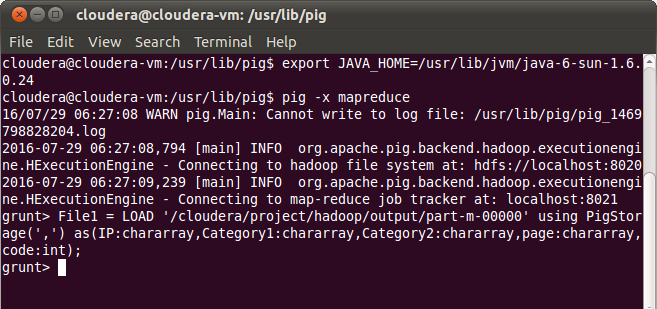 cloudera@cloudera-vm: /usr/lib/pig
File Edit View Search Terminal Help
cloudera@cloudera-vm:/usr/lib/pig$ export JAVA_HOME=/usr/lib/jvm/java-6-sun-1.6.
0.24
cloudera@cloudera-vm:/usr/lib/pig$ pig -x mapreduce
16/07/29 06:27:08 WARN pig.Main: Cannot write to log file: /usr/lib/pig/pig_1469
798828204.log
2016-07-29 06:27:08,794 [main] INFO  org.apache.pig.backend.hadoop.executionengi
ne.HExecutionEngine - Connecting to hadoop file system at: hdfs://localhost:8020
2016-07-29 06:27:09,239 [main] INFO  org.apache.pig.backend.hadoop.executionengi
ne.HExecutionEngine - Connecting to map-reduce job tracker at: localhost:8021
grunt> File1 = LOAD '/cloudera/project/hadoop/output/part-m-00000' using PigStor
age(',') as(IP:chararray,Category1:chararray,Category2:chararray,page:chararray,
code:int);
grunt>